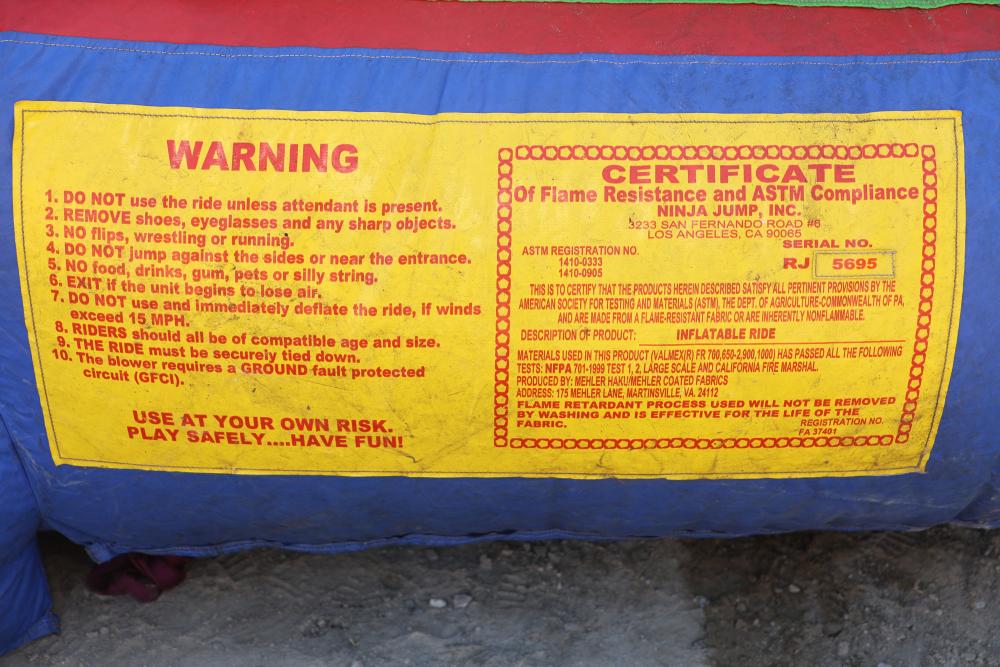 WARNING
1. DO NOT use the ride unless attendant is present.
2. REMOVE shoes, eyeglasses and any sharp objects.
3. NO flips, wrestling or running.
4. DO NOT jump against the sides or near the entrance.
5. NO food, drinks, gum, pets or silly string.
6. EXIT if the unit begins to lose air.
7. DO NOT use and immediately deflate the ride, if winds
exceed 15 MPH.
8. RIDERS should all be of compatible age and size.
9. THE RIDE must be securely tied down.
10. The blower requires a GROUND fault protected
circuit (GFCI).
USE AT YOUR OWN RISK.
PLAY SAFELY....HAVE FUN!
CERTIFICATE
Of Flame Resistance and ASTM Compliance
NINJA JUMP, INC.
3233 SAN FERNANDO ROAD #6
LOS ANGELES, CA 90065
SERIAL NO.
ASTM REGISTRATION NO.
1410-0333
1410-0905
RJ 5695
THIS IS TO CERTIFY THAT THE PRODUCTS HEREIN DESCRIBED SATISFY ALL PERTINENT PROVISIONS BY THE
AMERICAN SOCIETY FOR TESTING AND MATERIALS (ASTM), THE DEPT. OF AGRICULTURE-COMMONWEALTH OF PA,
AND ARE MADE FROM A FLAME-RESISTANT FABRIC OR ARE INHERENTLY NONFLAMMABLE.
DESCRIPTION OF PRODUCT: INFLATABLE RIDE
MATERIALS USED IN THIS PRODUCT (VALMEX(R) FR 700,650-2,900,1000) HAS PASSED ALL THE FOLLOWING
TESTS: NFPA 701-1999 TEST 1, 2, LARGE SCALE AND CALIFORNIA FIRE MARSHAL.
PRODUCED BY: MEHLER HAKU/MEHLER COATED FABRICS
ADDRESS: 175 MEHLER LANE, MARTINSVILLE, VA. 24112
FLAME RETARDANT PROCESS USED WILL NOT BE REMOVED
BY WASHING AND IS EFFECTIVE FOR THE LIFE OF THE
FABRIC.
REGISTRATION NO.
FA 37401